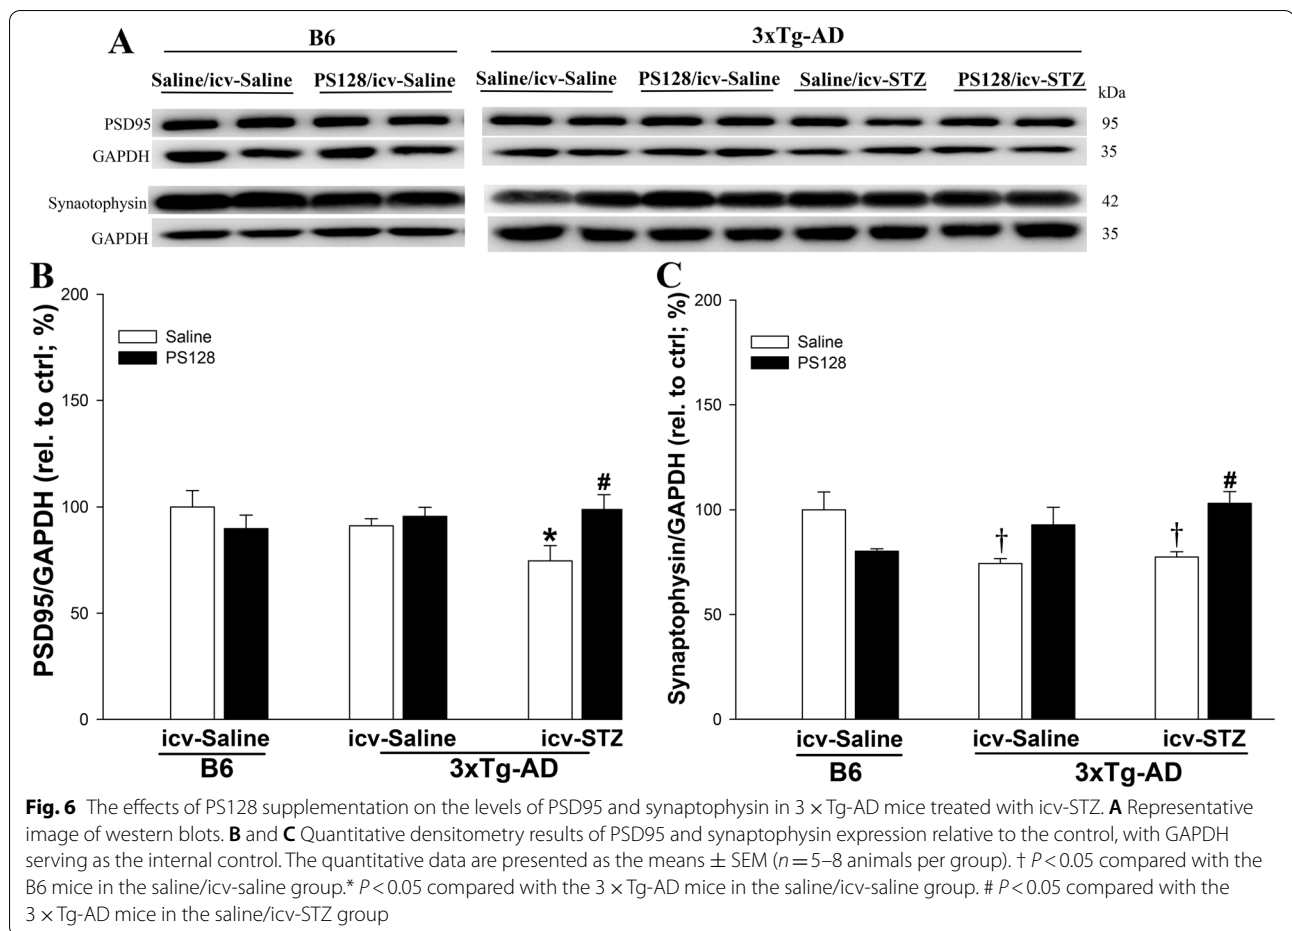 A
B6
3xTg-AD
Saline/icv-Saline PS128/icv-Saline Saline/icv-Saline PS128/icv-Saline Saline/icv-STZ PS128/icv-STZ
kDa
PSD95 95
GAPDH 35
Synaotophysin 42
GAPDH 35
B
PSD95/GAPDH (rel. to ctrl; %)
200
150
100
50
0
Saline
PS128
*
#
icv-Saline icv-Saline icv-STZ
B6 3xTg-AD
C
Synaptophysin/GAPDH (rel. to ctrl; %)
200
150
100
50
0
Saline
PS128
†
†
#
icv-Saline icv-Saline icv-STZ
B6 3xTg-AD
Fig. 6 The effects of PS128 supplementation on the levels of PSD95 and synaptophysin in 3 × Tg-AD mice treated with icv-STZ. A Representative
image of western blots. B and C Quantitative densitometry results of PSD95 and synaptophysin expression relative to the control, with GAPDH
serving as the internal control. The quantitative data are presented as the means ± SEM (n = 5–8 animals per group). † P < 0.05 compared with the
B6 mice in the saline/icv-saline group.* P < 0.05 compared with the 3 × Tg-AD mice in the saline/icv-saline group. # P < 0.05 compared with the
3 × Tg-AD mice in the saline/icv-STZ group